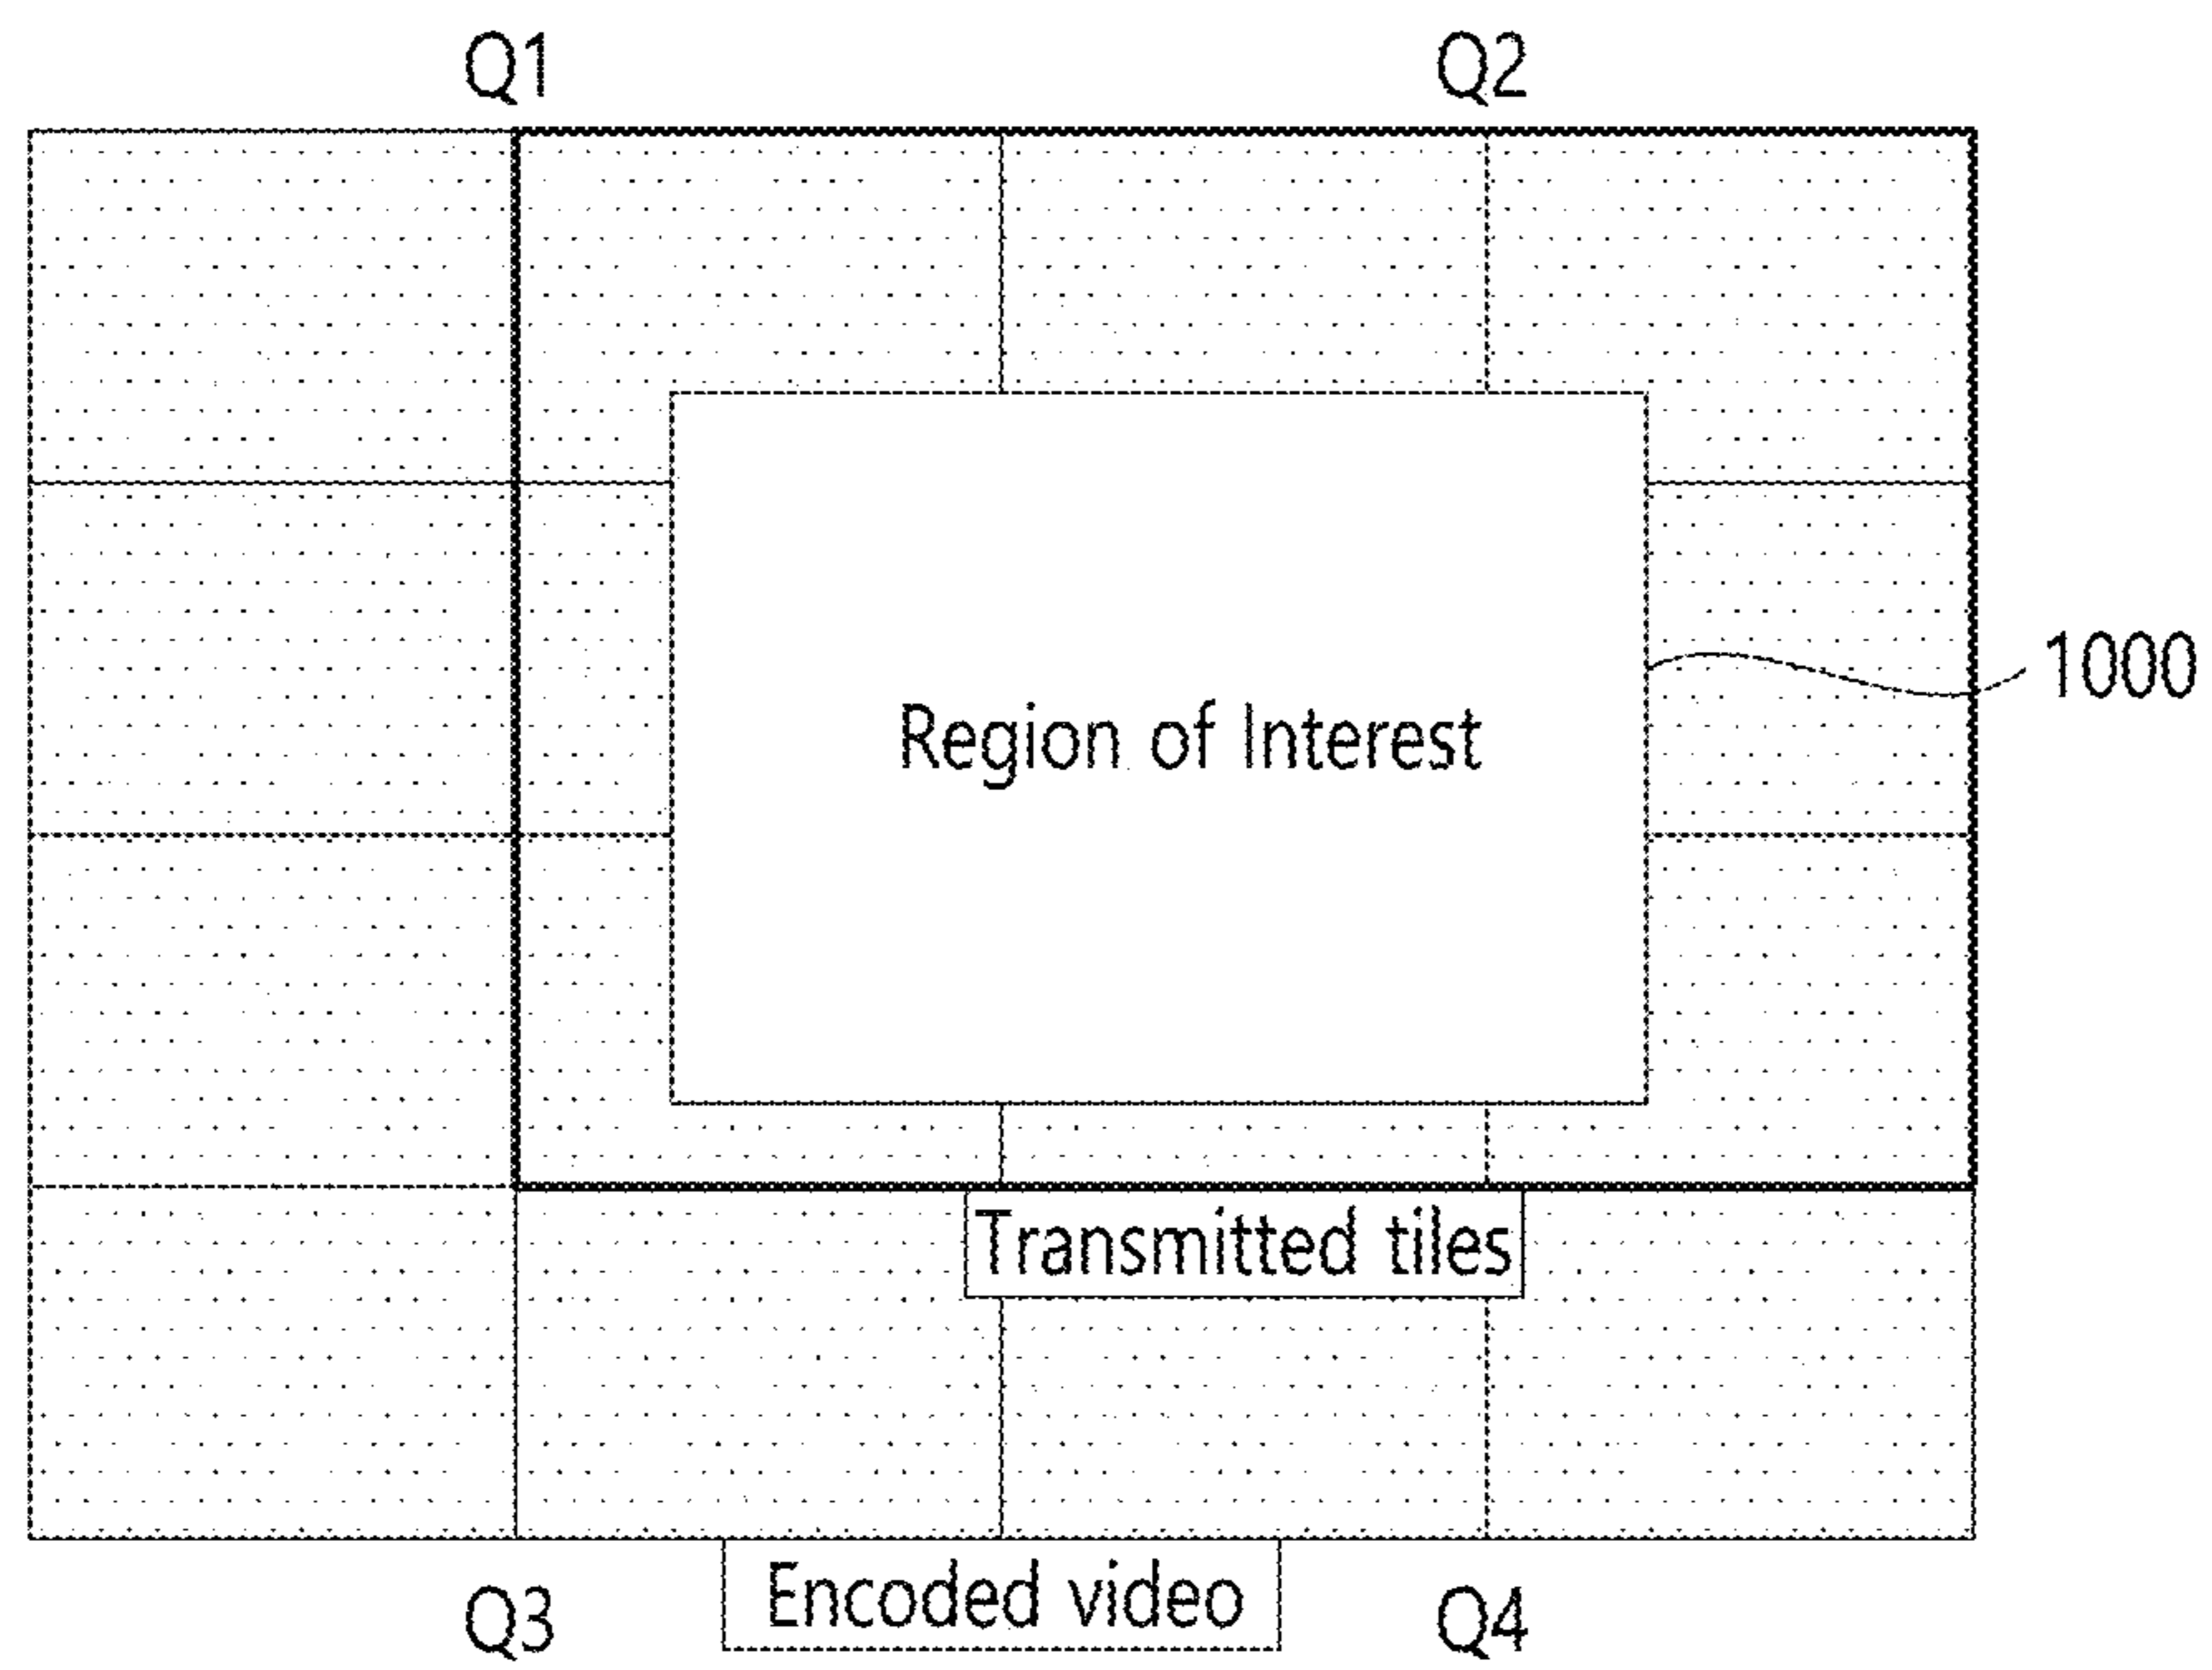 Q1 Q2
Region of Interest
1000
Transmitted tiles
Encoded video
Q3 Q4